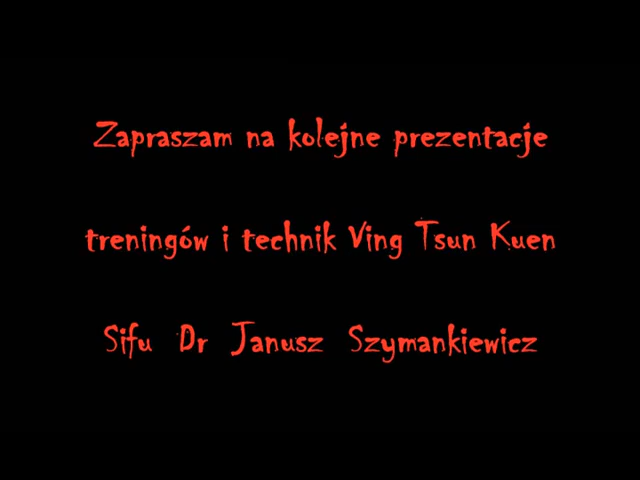 Zapraszam na kolejne prezentacje
treningów i technik Ving Tsun Kuen
Sifu Dr Janusz Szymankiewicz